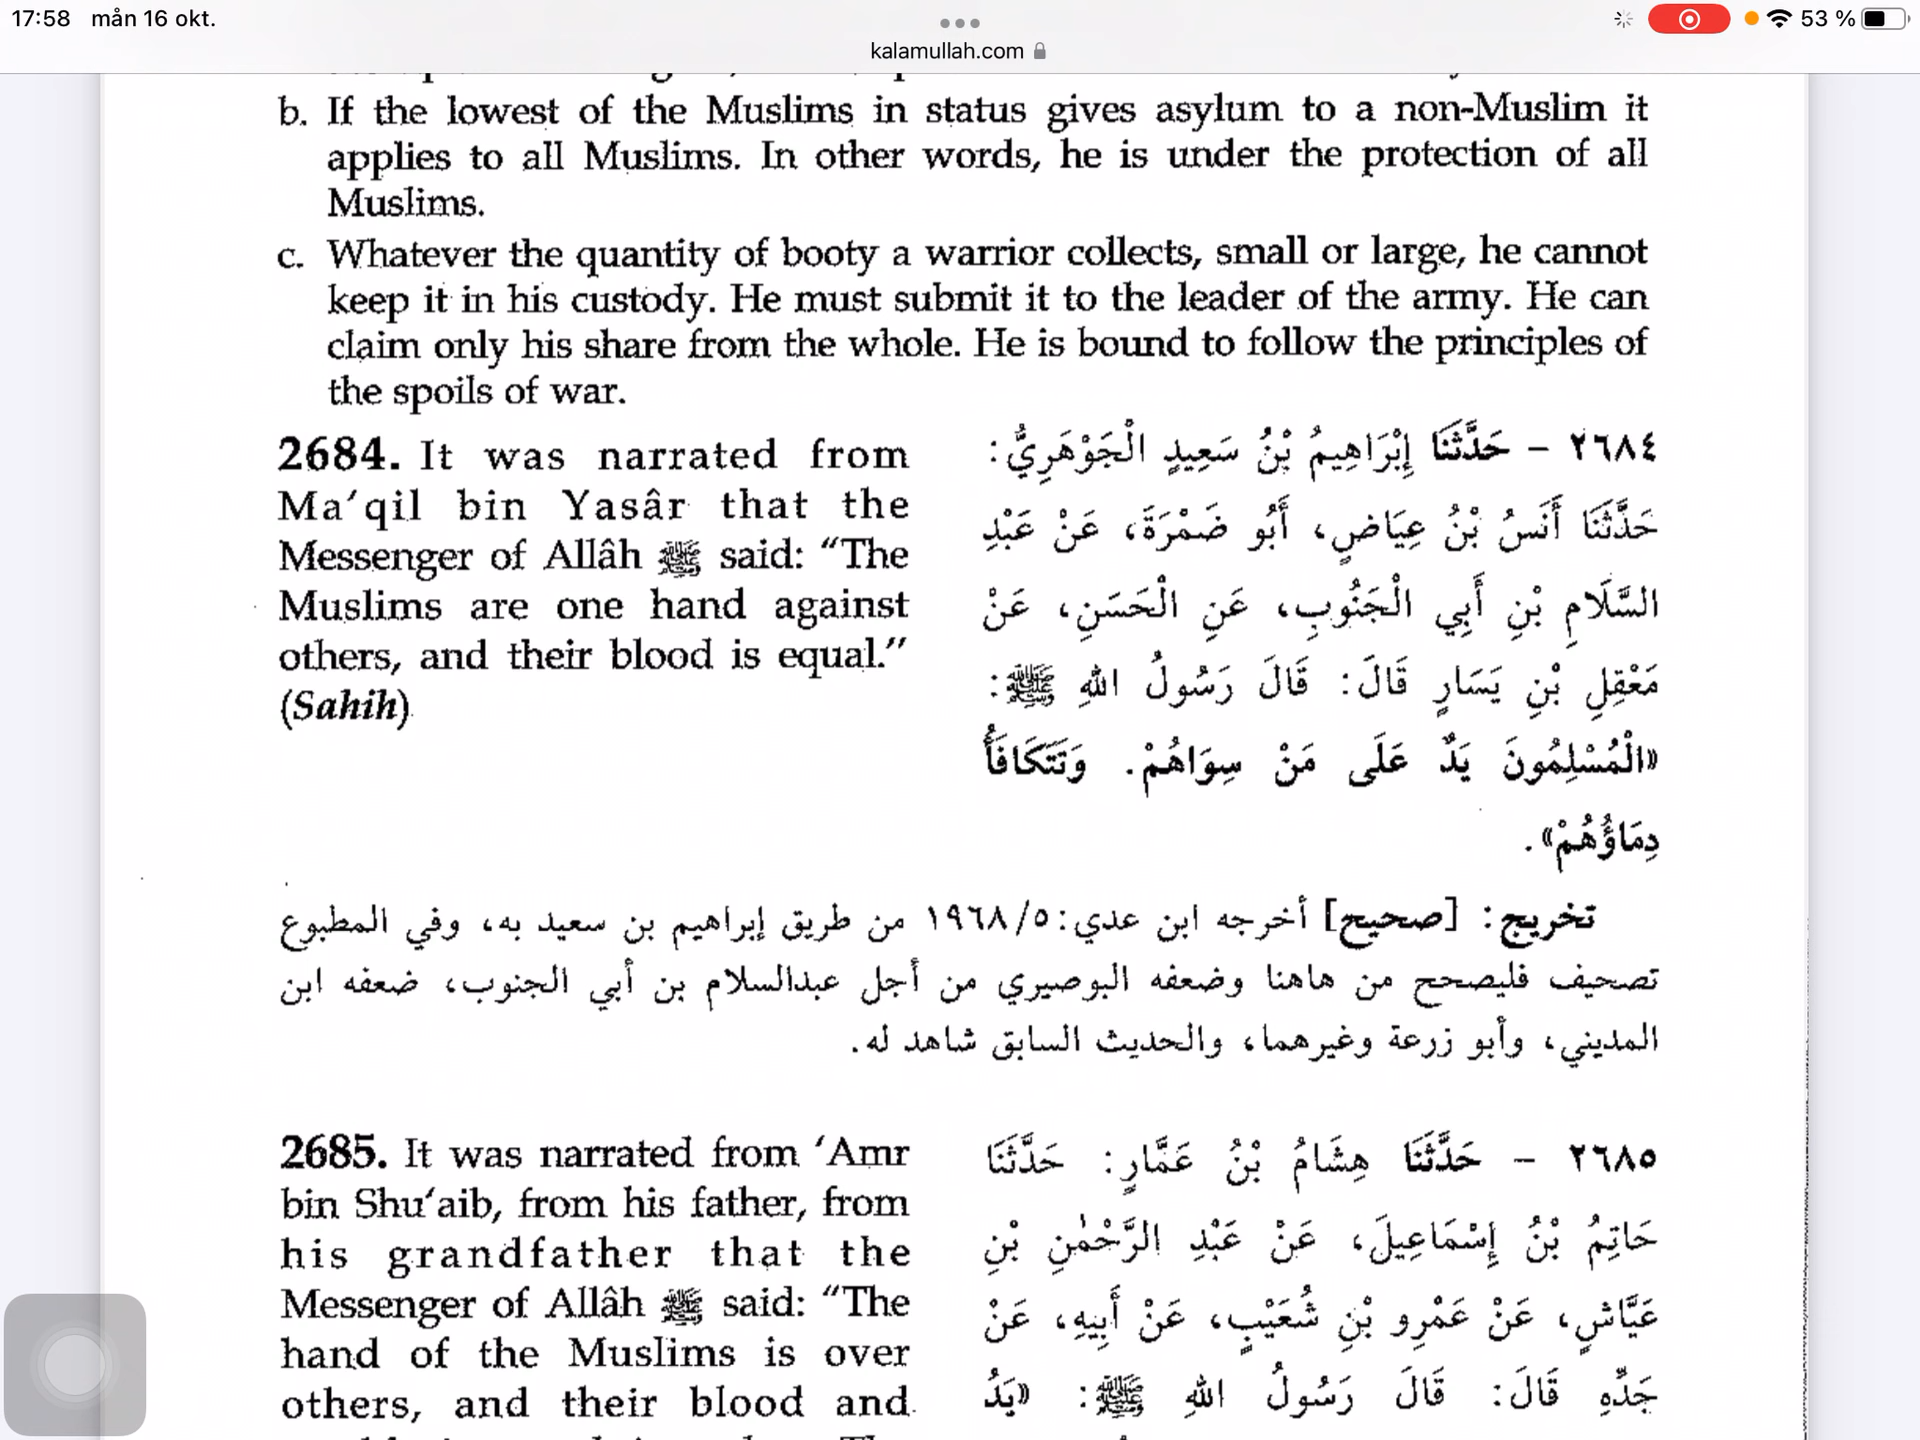 17:58 mån 16 okt.
53 %
kalamullah.com
b. If the lowest of the Muslims in status gives asylum to a non-Muslim it
applies to all Muslims. In other words, he is under the protection of all
Muslims.
c. Whatever the quantity of booty a warrior collects, small or large, he cannot
keep it in his custody. He must submit it to the leader of the army. He can
claim only his share from the whole. He is bound to follow the principles of
the spoils of war.
2684. It was narrated from
Ma’qil bin Yasâr that the
Messenger of Allâh ﷺ said: “The
Muslims are one hand against
others, and their blood is equal.”
(Sahih)
٢٦٨٤ - حَدَّثَنَا إِبْرَاهِيمُ بْنُ سَعِيدٍ الْجَوْهَرِيُّ:
حَدَّثَنَا أَنَسُ بْنُ عِيَاضٍ، أَبُو ضَمْرَةَ، عَنْ عَبْدِ
السَّلَامِ بْنِ أَبِي الْجَنُوبِ، عَنِ الْحَسَنِ، عَنْ
مَعْقِلِ بْنِ يَسَارٍ قَالَ: قَالَ رَسُولُ اللهِ ﷺ:
«الْمُسْلِمُونَ يَدٌ عَلَى مَنْ سِوَاهُمْ. وَتَتَكَافَأُ
دِمَاؤُهُمْ».
تخريج: [صحيح] أخرجه ابن عدي: ١٩٦٨/٥ من طريق إبراهيم بن سعيد به، وفي المطبوع
تصحيف فليصحح من هاهنا وضعفه البوصيري من أجل عبدالسلام بن أبي الجنوب، ضعفه ابن
المديني، وأبو زرعة وغيرهما، والحديث السابق شاهد له.
2685. It was narrated from ‘Amr
bin Shu‘aib, from his father, from
his grandfather that the
Messenger of Allâh ﷺ said: “The
hand of the Muslims is over
others, and their blood and
٢٦٨٥ - حَدَّثَنَا هِشَامُ بْنُ عَمَّارٍ: حَدَّثَنَا
حَاتِمُ بْنُ إِسْمَاعِيلَ، عَنْ عَبْدِ الرَّحْمٰنِ بْنِ
عَيَّاشٍ، عَنْ عَمْرِو بْنِ شُعَيْبٍ، عَنْ أَبِيهِ، عَنْ
جَدِّهِ قَالَ: قَالَ رَسُولُ اللهِ ﷺ: «يَدُ